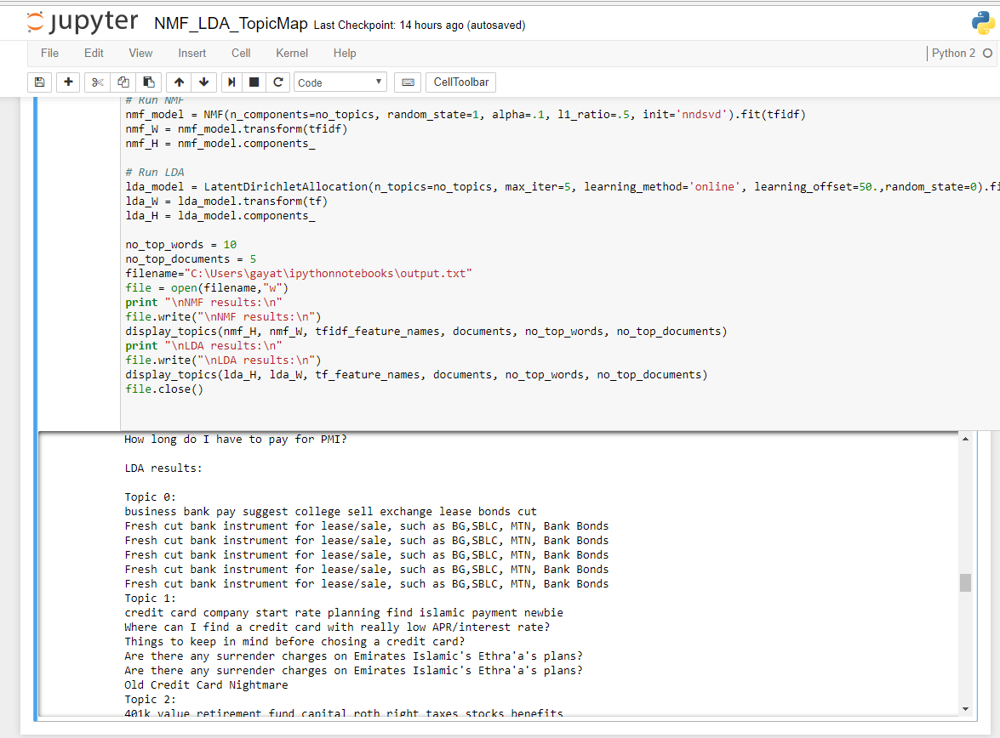 jupyter NMF_LDA_TopicMap Last Checkpoint: 14 hours ago (autosaved)
File Edit View Insert Cell Kernel Help Python 2
Code CellToolbar
# Run NMF
nmf_model = NMF(n_components=no_topics, random_state=1, alpha=.1, l1_ratio=.5, init='nndsvd').fit(tfidf)
nmf_W = nmf_model.transform(tfidf)
nmf_H = nmf_model.components_
# Run LDA
lda_model = LatentDirichletAllocation(n_topics=no_topics, max_iter=5, learning_method='online', learning_offset=50.,random_state=0).fi
lda_W = lda_model.transform(tf)
lda_H = lda_model.components_
no_top_words = 10
no_top_documents = 5
filename="C:\Users\gayat\ipythonnotebooks\output.txt"
file = open(filename,"w")
print "\nNMF results:\n"
file.write("\nNMF results:\n")
display_topics(nmf_H, nmf_W, tfidf_feature_names, documents, no_top_words, no_top_documents)
print "\nLDA results:\n"
file.write("\nLDA results:\n")
display_topics(lda_H, lda_W, tf_feature_names, documents, no_top_words, no_top_documents)
file.close()
How long do I have to pay for PMI?
LDA results:
Topic 0:
business bank pay suggest college sell exchange lease bonds cut
Fresh cut bank instrument for lease/sale, such as BG,SBLC, MTN, Bank Bonds
Fresh cut bank instrument for lease/sale, such as BG,SBLC, MTN, Bank Bonds
Fresh cut bank instrument for lease/sale, such as BG,SBLC, MTN, Bank Bonds
Fresh cut bank instrument for lease/sale, such as BG,SBLC, MTN, Bank Bonds
Fresh cut bank instrument for lease/sale, such as BG,SBLC, MTN, Bank Bonds
Topic 1:
credit card company start rate planning find islamic payment newbie
Where can I find a credit card with really low APR/interest rate?
Things to keep in mind before chosing a credit card?
Are there any surrender charges on Emirates Islamic's Ethra'a's plans?
Are there any surrender charges on Emirates Islamic's Ethra'a's plans?
Old Credit Card Nightmare
Topic 2:
401k value retirement fund capital roth right taxes stocks benefits